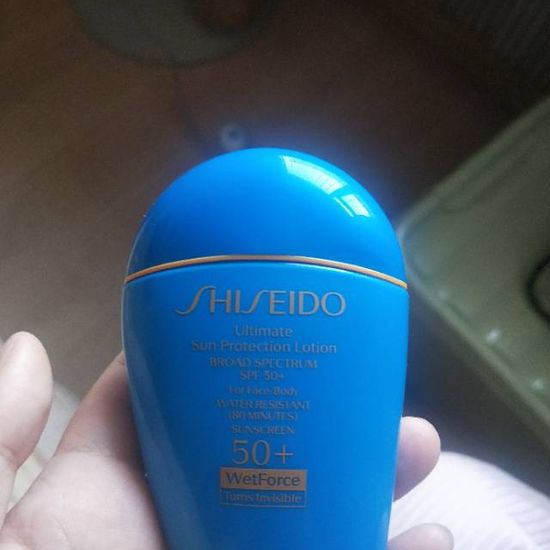 SHISEIDO
Ultimate
Sun Protection Lotion
BROAD SPECTRUM
SPF 50+
For Face/Body
WATER RESISTANT
(80 MINUTES)
SUNSCREEN
50+
WetForce
Turns Invisible